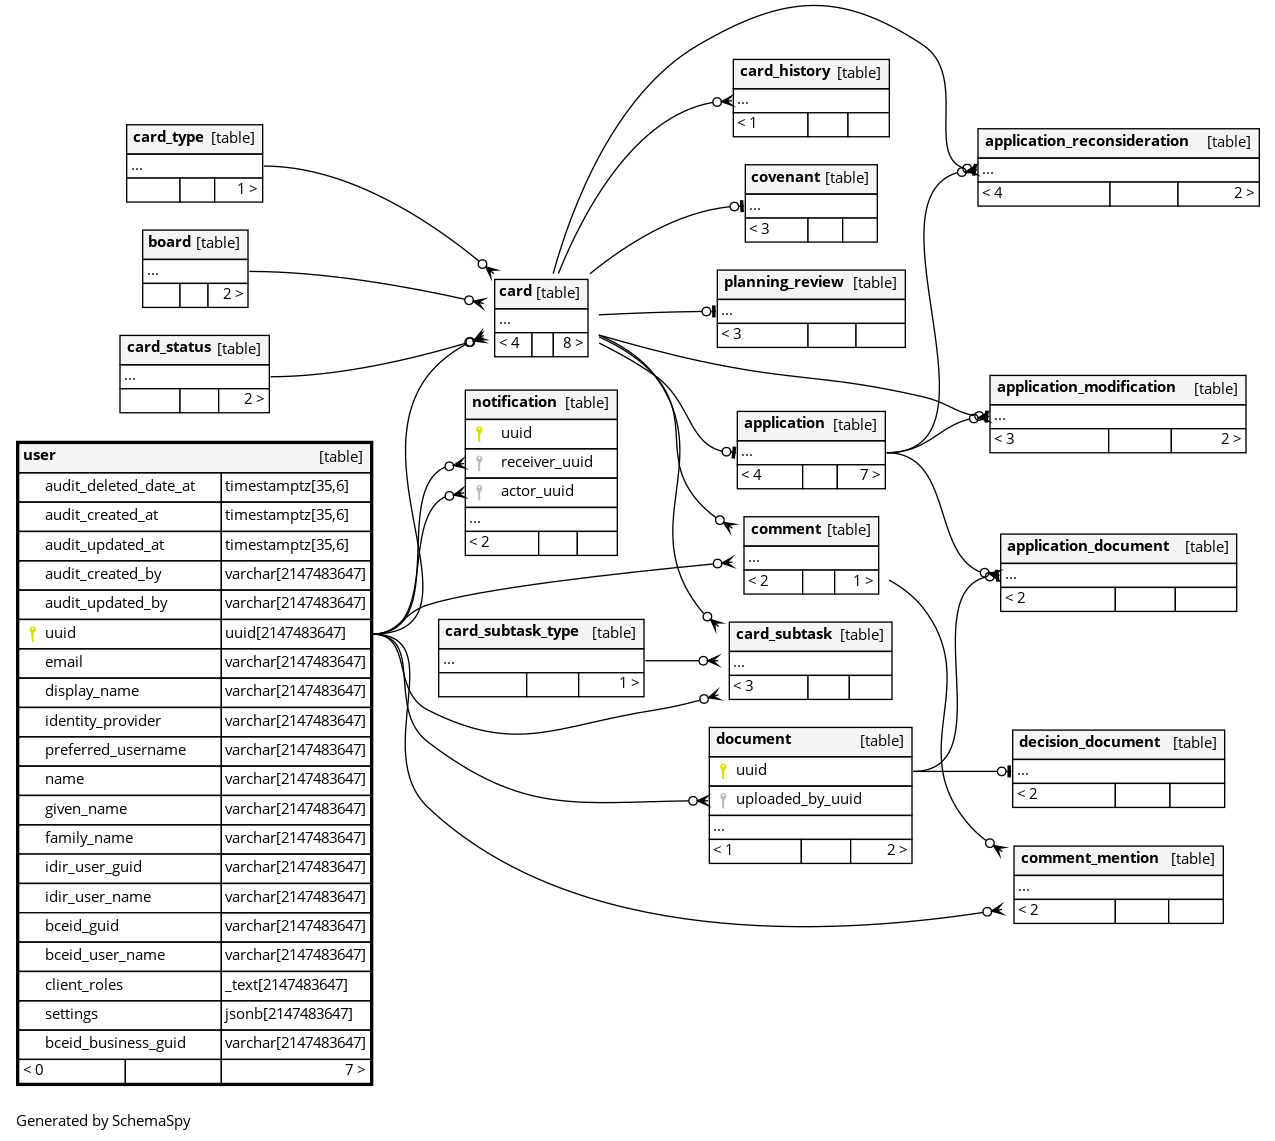 card_type [table]
...
1 >
board [table]
...
2 >
card_status [table]
...
2 >
user [table]
audit_deleted_date_at timestamptz[35,6]
audit_created_at timestamptz[35,6]
audit_updated_at timestamptz[35,6]
audit_created_by varchar[2147483647]
audit_updated_by varchar[2147483647]
uuid uuid[2147483647]
email varchar[2147483647]
display_name varchar[2147483647]
identity_provider varchar[2147483647]
preferred_username varchar[2147483647]
name varchar[2147483647]
given_name varchar[2147483647]
family_name varchar[2147483647]
idir_user_guid varchar[2147483647]
idir_user_name varchar[2147483647]
bceid_guid varchar[2147483647]
bceid_user_name varchar[2147483647]
client_roles _text[2147483647]
settings jsonb[2147483647]
bceid_business_guid varchar[2147483647]
< 0 7 >
card [table]
...
< 4 8 >
notification [table]
uuid
receiver_uuid
actor_uuid
...
< 2
card_subtask_type [table]
...
1 >
card_history [table]
...
< 1
covenant [table]
...
< 3
planning_review [table]
...
< 3
application [table]
...
< 4 7 >
comment [table]
...
< 2 1 >
card_subtask [table]
...
< 3
document [table]
uuid
uploaded_by_uuid
...
< 1 2 >
application_reconsideration [table]
...
< 4 2 >
application_modification [table]
...
< 3 2 >
application_document [table]
...
< 2
decision_document [table]
...
< 2
comment_mention [table]
...
< 2
Generated by SchemaSpy